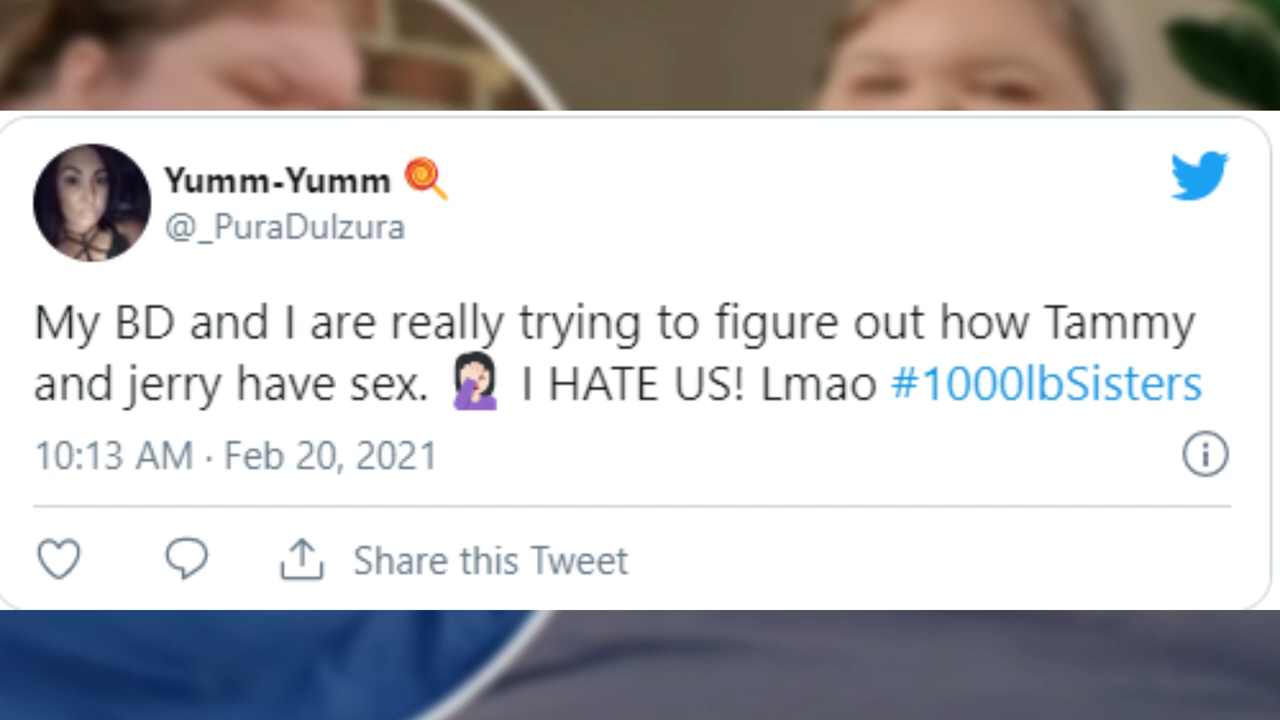 Yumm-Yumm 🍭
@_PuraDulzura
My BD and I are really trying to figure out how Tammy
and jerry have sex. 🤦🏻‍♀️ I HATE US! Lmao #1000lbSisters
10:13 AM · Feb 20, 2021
Share this Tweet